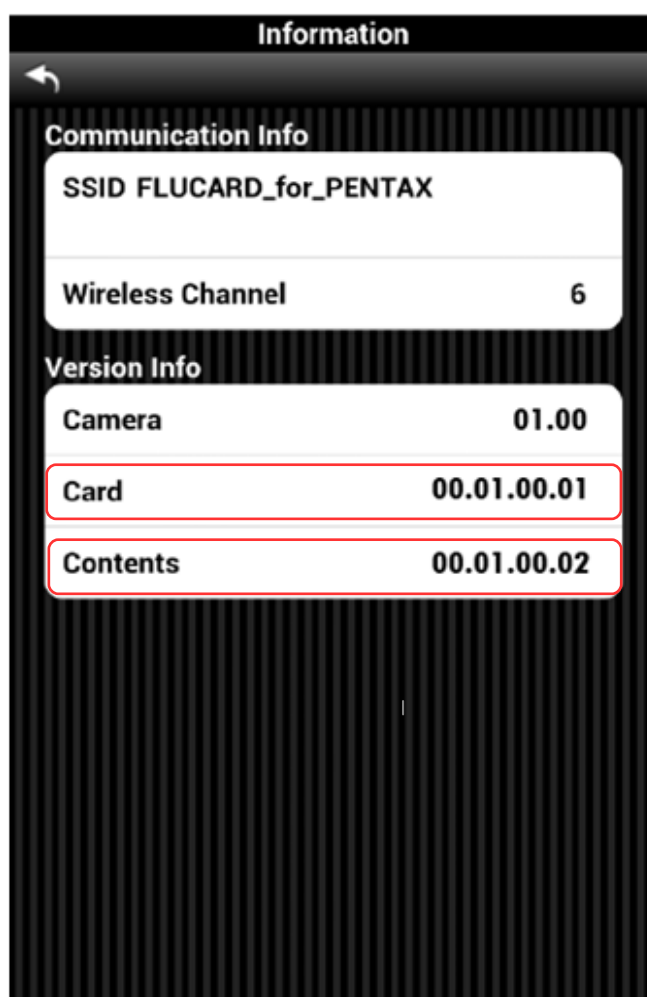 Information
Communication Info
SSID FLUCARD_for_PENTAX
Wireless Channel 6
Version Info
Camera 01.00
Card 00.01.00.01
Contents 00.01.00.02